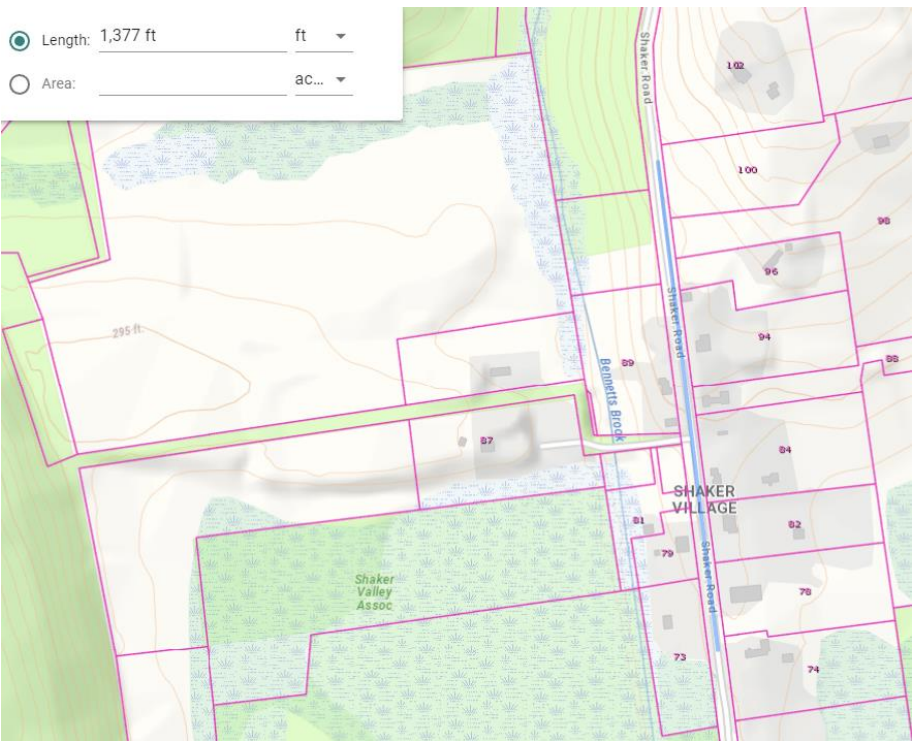 Length: 1,377 ft ft
Area: ac...
Shaker Road
102
100
98
96
Shaker Road
295 ft.
94
88
89
Bennetts Brook
87
84
SHAKER
VILLAGE
81
82
79
Shaker Road
Shaker
Valley
Assoc
78
73
74